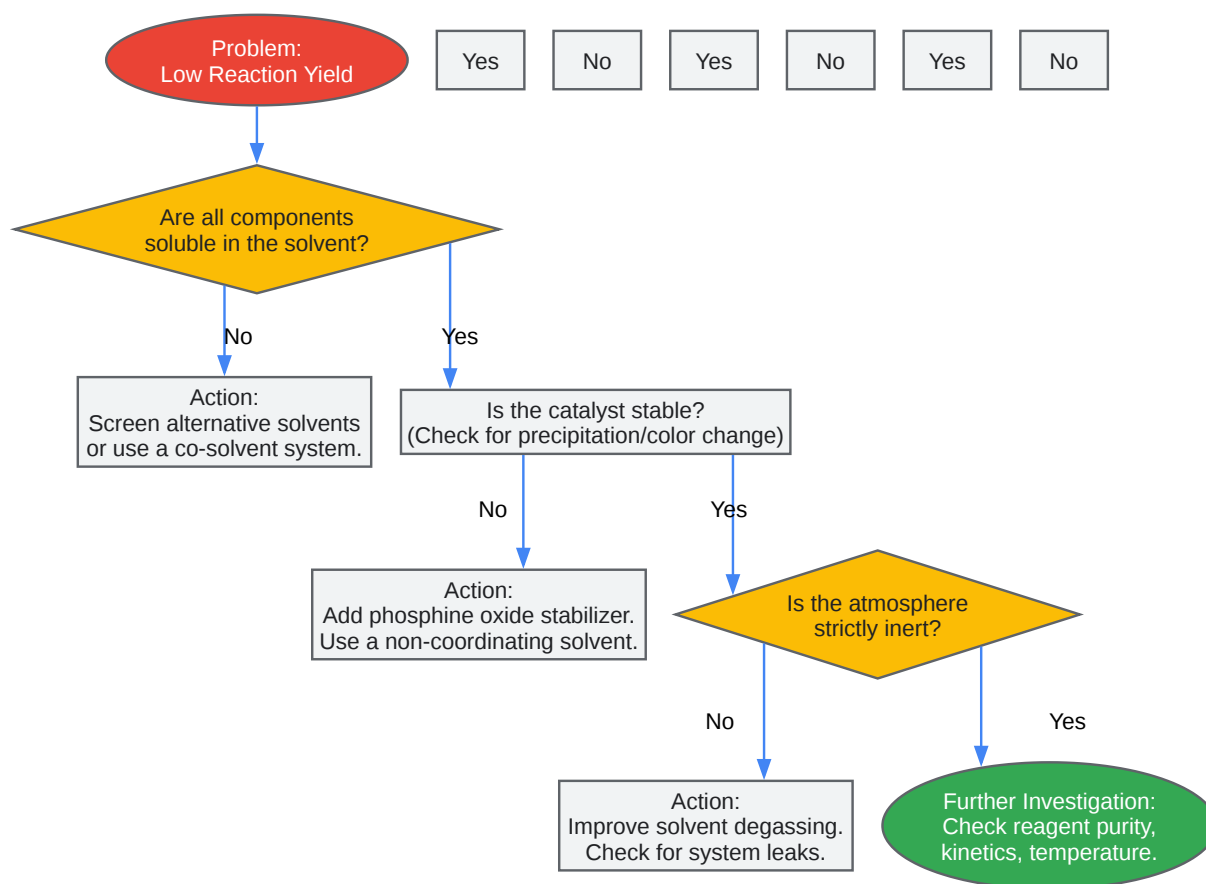 Problem:
Low Reaction Yield
Yes
No
Yes
No
Yes
No
Are all components
soluble in the solvent?
No
Yes
Action:
Screen alternative solvents
or use a co-solvent system.
Is the catalyst stable?
(Check for precipitation/color change)
No
Yes
Action:
Add phosphine oxide stabilizer.
Use a non-coordinating solvent.
Is the atmosphere
strictly inert?
No
Yes
Action:
Improve solvent degassing.
Check for system leaks.
Further Investigation:
Check reagent purity,
kinetics, temperature.